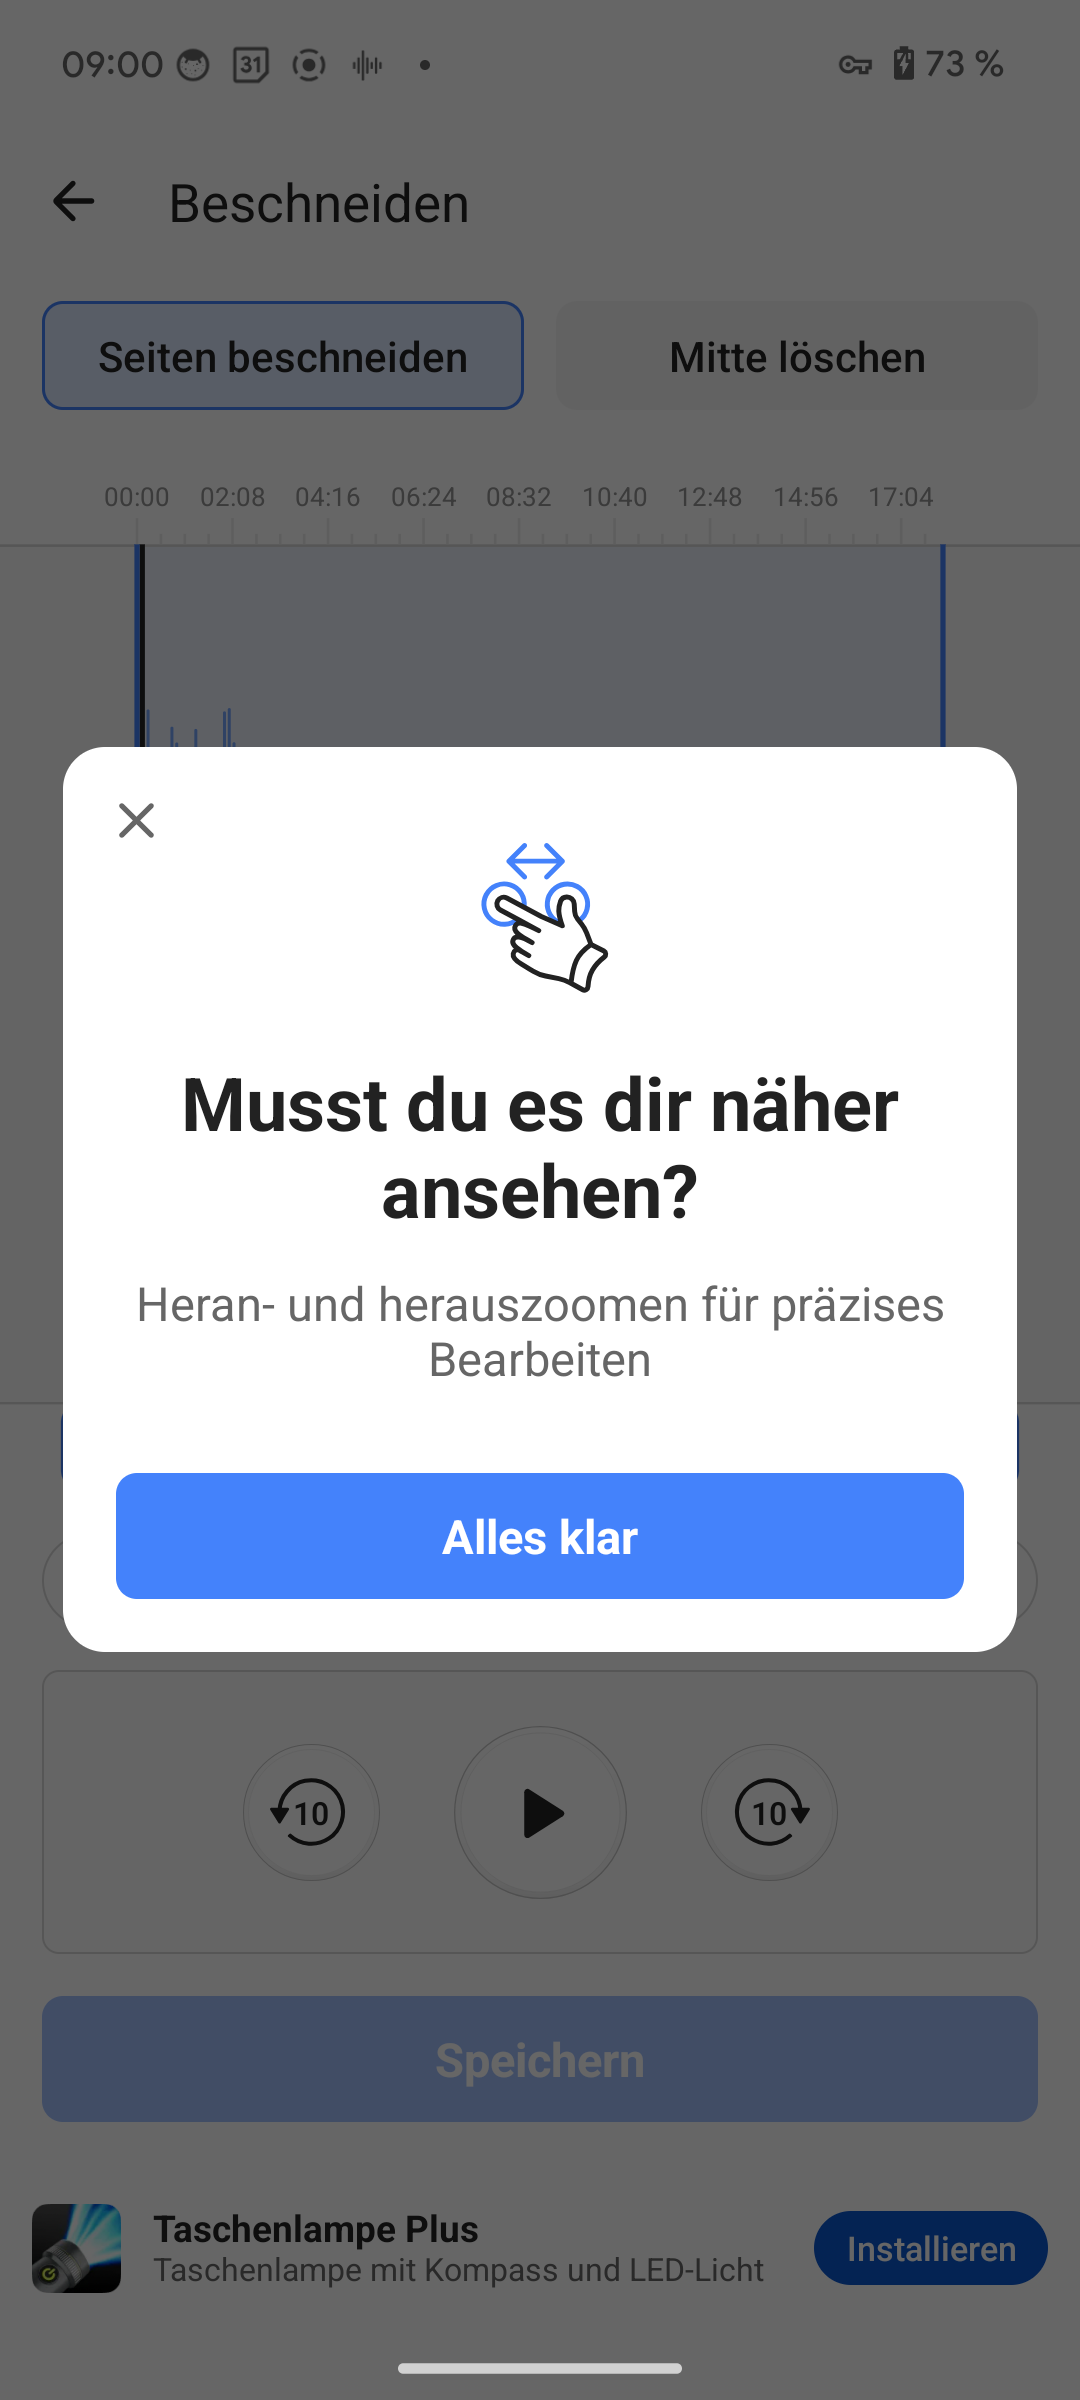 09:00 31 73 %
Beschneiden
Seiten beschneiden Mitte löschen
00:00 02:08 04:16 06:24 08:32 10:40 12:48 14:56 17:04
Musst du es dir näher
ansehen?
Heran- und herauszoomen für präzises
Bearbeiten
Alles klar
10 10
Speichern
Taschenlampe Plus
Taschenlampe mit Kompass und LED-Licht
Installieren